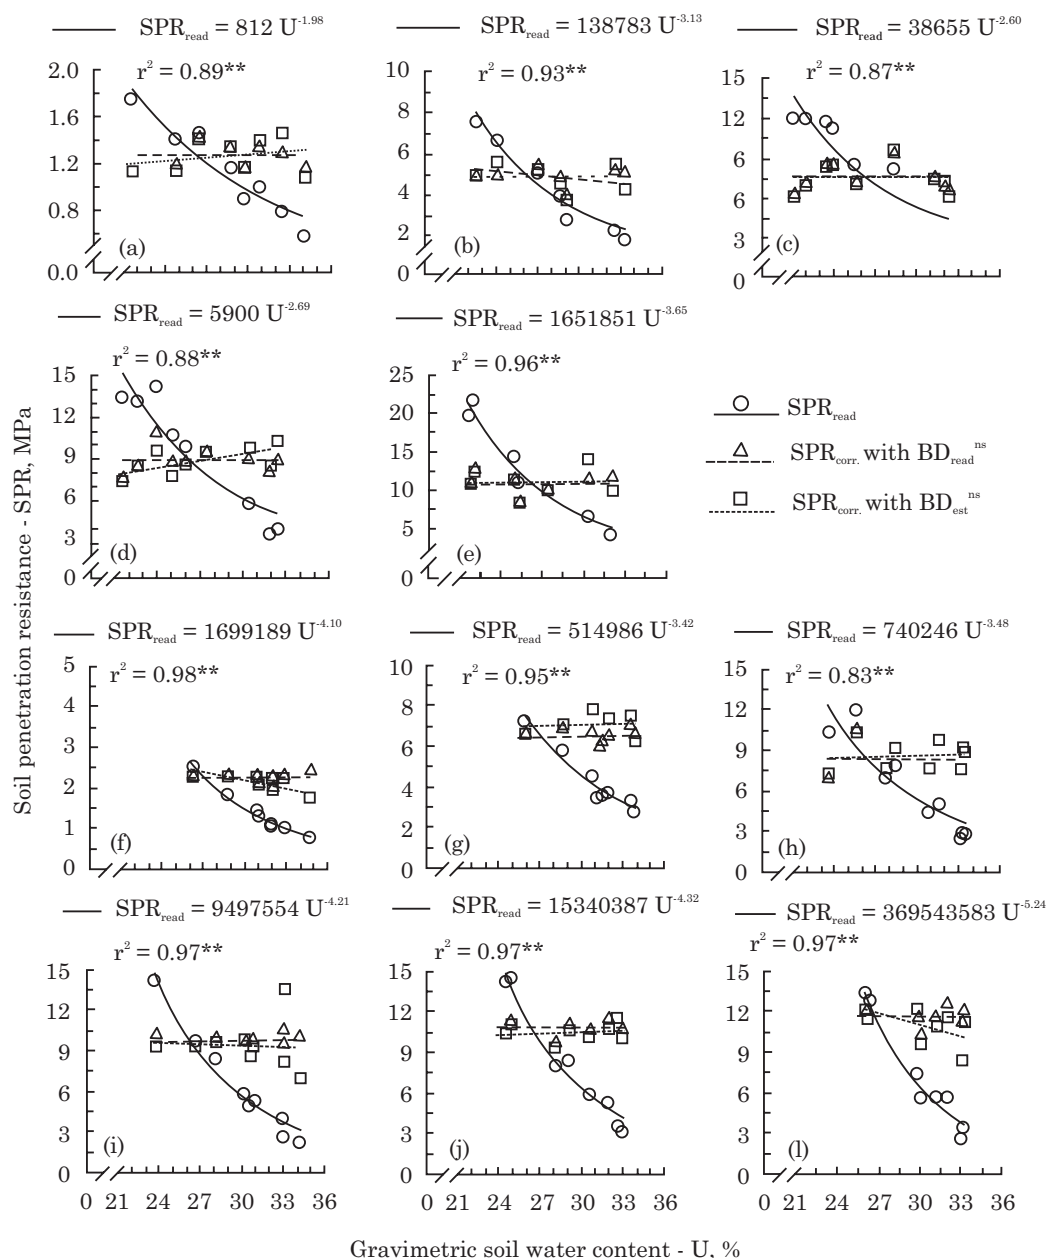 SPRread = 812 U-1.98
SPRread = 138783 U-3.13
SPRread = 38655 U-2.60
r2 = 0.89**
r2 = 0.93**
r2 = 0.87**
2.0
1.6
1.2
0.8
0.0
(a)
10
8
6
4
2
0
(b)
15
12
6
3
0
(c)
SPRread = 5900 U-2.69
SPRread = 1651851 U-3.65
r2 = 0.88**
r2 = 0.96**
15
12
9
6
3
0
(d)
25
20
15
10
5
0
(e)
SPRread
SPRcorr. with BDread ns
SPRcorr. with BDest ns
Soil penetration resistance - SPR, MPa
SPRread = 1699189 U-4.10
SPRread = 514986 U-3.42
SPRread = 740246 U-3.48
r2 = 0.98**
r2 = 0.95**
r2 = 0.83**
5
4
3
2
1
0
(f)
10
8
6
4
2
0
(g)
15
12
9
6
3
0
(h)
SPRread = 9497554 U-4.21
SPRread = 15340387 U-4.32
SPRread = 369543583 U-5.24
r2 = 0.97**
r2 = 0.97**
r2 = 0.97**
15
12
9
6
3
0
(i)
15
12
9
6
3
0
(j)
15
12
9
6
3
0
(l)
0 21 24 27 30 33 36
0 21 24 27 30 33 36
0 21 24 27 30 33 36
Gravimetric soil water content - U, %